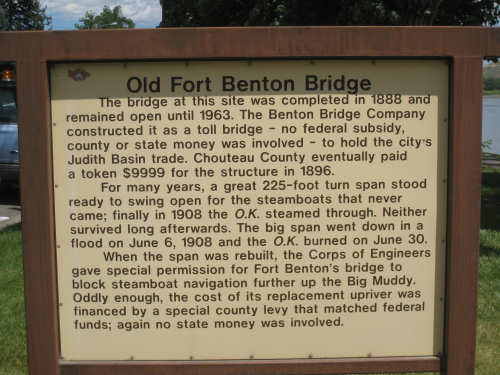 Old Fort Benton Bridge
The bridge at this site was completed in 1888 and
remained open until 1963. The Benton Bridge Company
constructed it as a toll bridge - no federal subsidy,
county or state money was involved - to hold the city's
Judith Basin trade. Chouteau County eventually paid
a token $9999 for the structure in 1896.
For many years, a great 225-foot turn span stood
ready to swing open for the steamboats that never
came; finally in 1908 the O.K. steamed through. Neither
survived long afterwards. The big span went down in a
flood on June 6, 1908 and the O.K. burned on June 30.
When the span was rebuilt, the Corps of Engineers
gave special permission for Fort Benton's bridge to
block steamboat navigation further up the Big Muddy.
Oddly enough, the cost of its replacement upriver was
financed by a special county levy that matched federal
funds; again no state money was involved.